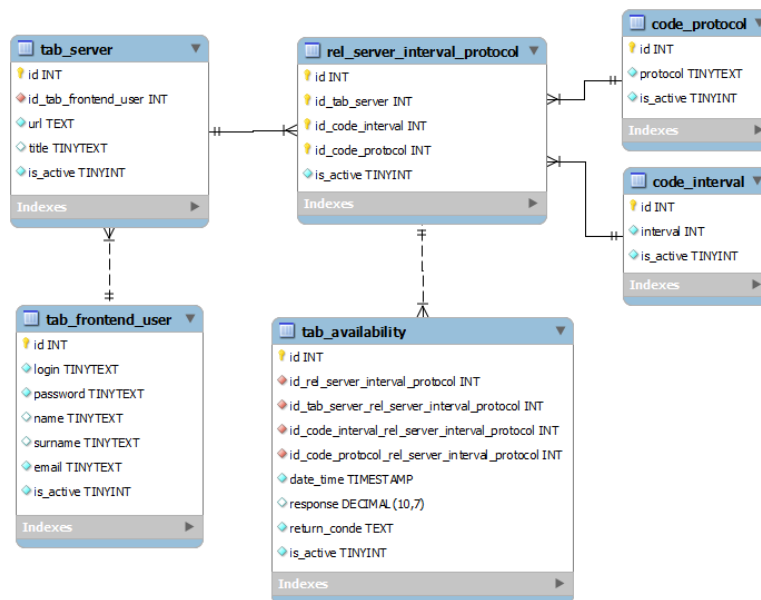 tab_server
id INT
id_tab_frontend_user INT
url TEXT
title TINYTEXT
is_active TINYINT
Indexes
rel_server_interval_protocol
id INT
id_tab_server INT
id_code_interval INT
id_code_protocol INT
is_active TINYINT
Indexes
code_protocol
id INT
protocol TINYTEXT
is_active TINYINT
Indexes
code_interval
id INT
interval INT
is_active TINYINT
Indexes
tab_frontend_user
id INT
login TINYTEXT
password TINYTEXT
name TINYTEXT
surname TINYTEXT
email TINYTEXT
is_active TINYINT
Indexes
tab_availability
id INT
id_rel_server_interval_protocol INT
id_tab_server_rel_server_interval_protocol INT
id_code_interval_rel_server_interval_protocol INT
id_code_protocol_rel_server_interval_protocol INT
date_time TIMESTAMP
response DECIMAL(10,7)
return_conde TEXT
is_active TINYINT
Indexes